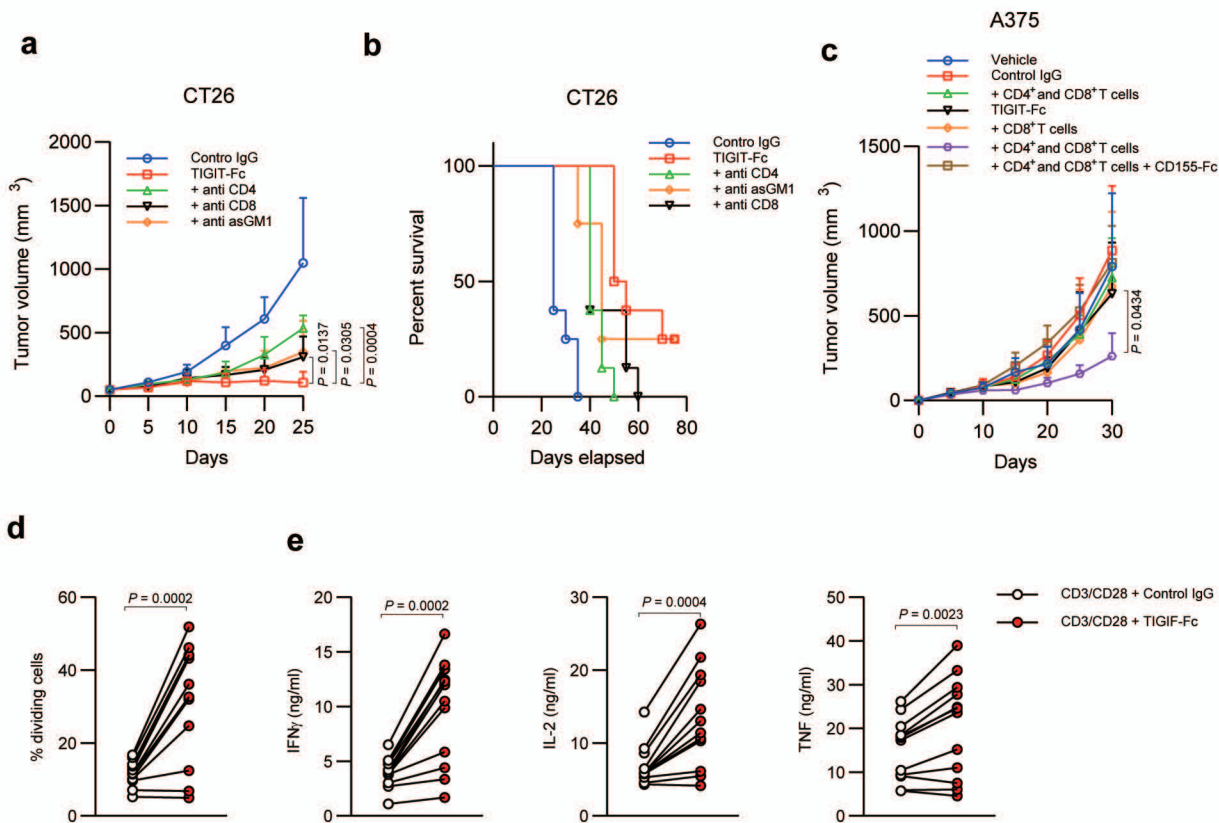 a
CT26
Contro IgG
TIGIT-Fc
+ anti CD4
+ anti CD8
+ anti asGM1
2000
1500
1000
500
0
Tumor volume (mm 3)
0 5 10 15 20 25
Days
P = 0.0137
P = 0.0305
P = 0.0004
b
CT26
Contro IgG
TIGIT-Fc
+ anti CD4
+ anti asGM1
+ anti CD8
100
50
0
Percent survival
0 20 40 60 80
Days elapsed
c
A375
Vehicle
Control IgG
+ CD4+ and CD8+T cells
TIGIT-Fc
+ CD8+T cells
+ CD4+ and CD8+T cells
+ CD4+ and CD8+T cells + CD155-Fc
1500
1000
500
0
Tumor volume (mm 3)
0 10 20 30
Days
P = 0.0434
d
P = 0.0002
60
40
20
0
% dividing cells
e
P = 0.0002
20
15
10
5
0
IFNγ (ng/ml)
P = 0.0004
30
20
10
0
IL-2 (ng/ml)
P = 0.0023
50
40
30
20
10
0
TNF (ng/ml)
CD3/CD28 + Control IgG
CD3/CD28 + TIGIF-Fc